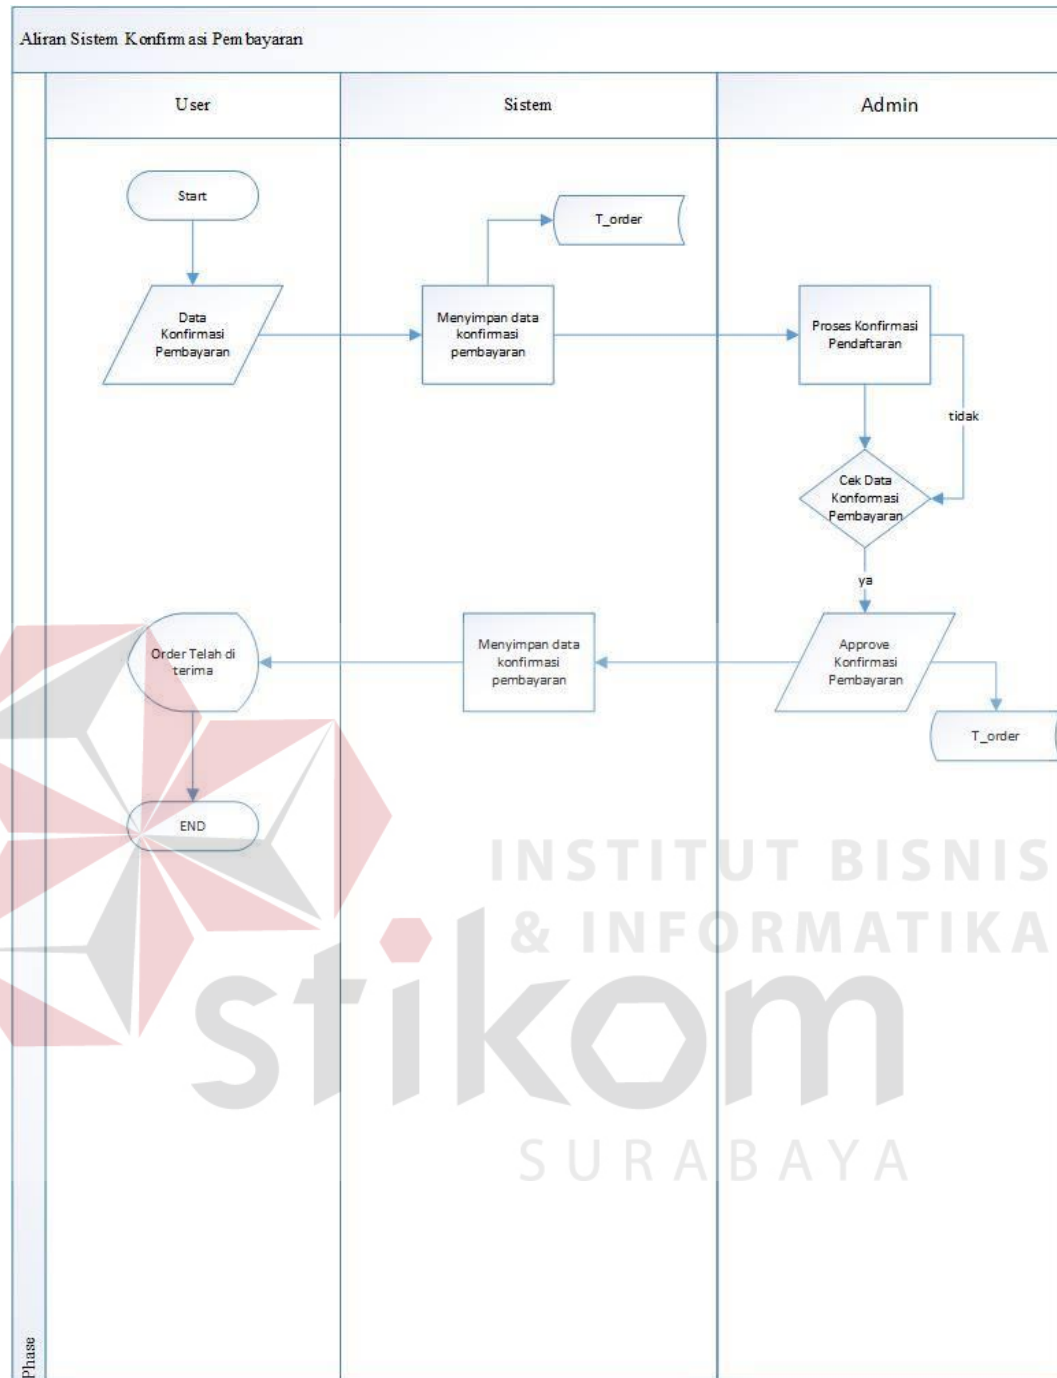 Aliran Sistem Konfirmasi Pembayaran
User
Sistem
Admin
Start
T_order
Data
Konfirmasi
Pembayaran
Menyimpan data
konfirmasi
pembayaran
Proses Konfirmasi
Pendaftaran
tidak
Cek Data
Konformasi
Pembayaran
ya
Order Telah di
terima
Menyimpan data
konfirmasi
pembayaran
Approve
Konfirmasi
Pembayaran
T_order
END
INSTITUT BISNIS
& INFORMATIKA
stikom
SURABAYA
Phase